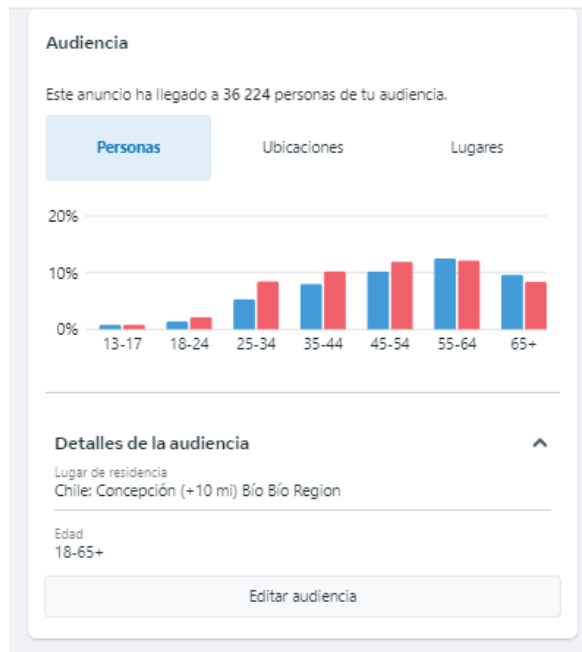 Audiencia
Este anuncio ha llegado a 36 224 personas de tu audiencia.
Personas Ubicaciones Lugares
20%
10%
0%
13-17 18-24 25-34 35-44 45-54 55-64 65+
Detalles de la audiencia
Lugar de residencia
Chile: Concepción (+10 mi) Bío Bío Region
Edad
18-65+
Editar audiencia